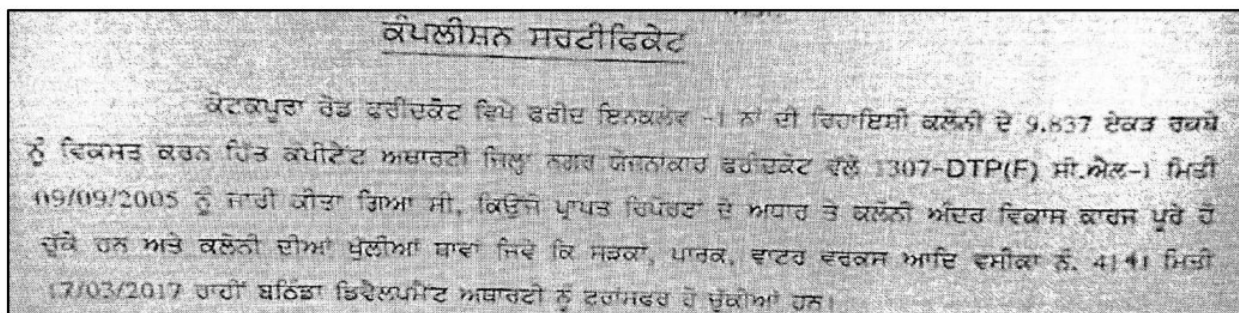 ਕੰਪਲੀਸ਼ਨ ਸਰਟੀਫਿਕੇਟ
ਕੋਟਕਪੂਰਾ ਰੋਡ ਫਰੀਦਕੋਟ ਵਿਖੇ ਫਰੀਦ ਇਨਕਲੇਵ -1 ਨਾਂ ਦੀ ਰਿਹਾਇਸ਼ੀ ਕਲੋਨੀ ਦੇ 9.837 ਏਕੜ ਰਕਬੇ
ਨੂੰ ਵਿਕਸਤ ਕਰਨ ਹਿੱਤ ਕੰਪੀਟੈਂਟ ਅਥਾਰਟੀ ਜਿਲ੍ਹਾ ਨਗਰ ਯੋਜਨਾਕਾਰ ਫਰੀਦਕੋਟ ਵੱਲੋਂ 1307-DTP(F) ਸੀ.ਐਲ-1 ਮਿਤੀ
09/09/2005 ਨੂੰ ਜਾਰੀ ਕੀਤਾ ਗਿਆ ਸੀ, ਕਿਉਂਜੋ ਪ੍ਰਾਪਤ ਰਿਪੋਰਟਾਂ ਦੇ ਅਧਾਰ ਤੇ ਕਲੋਨੀ ਅੰਦਰ ਵਿਕਾਸ ਕਾਰਜ ਪੂਰੇ ਹੋ
ਚੁੱਕੇ ਹਨ ਅਤੇ ਕਲੋਨੀ ਦੀਆਂ ਖੁੱਲੀਆਂ ਥਾਵਾਂ ਜਿਵੇਂ ਕਿ ਸੜਕਾਂ, ਪਾਰਕ, ਵਾਟਰ ਵਰਕਸ ਆਦਿ ਵਸੀਕਾ ਨੰ. 4141 ਮਿਤੀ
17/03/2017 ਰਾਹੀਂ ਬਠਿੰਡਾ ਡਿਵੈਲਪਮੈਂਟ ਅਥਾਰਟੀ ਨੂੰ ਟਰਾਂਸਫਰ ਹੋ ਚੁੱਕੀਆਂ ਹਨ।